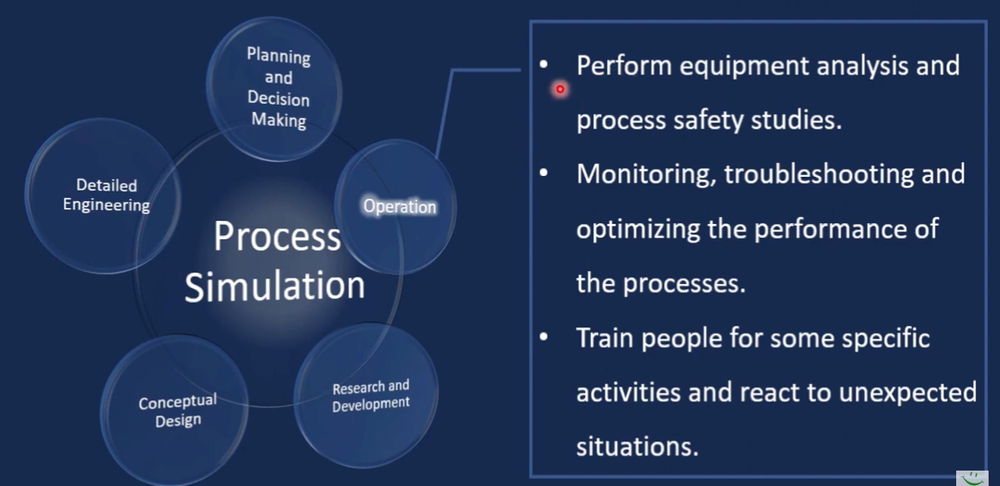 Planning
and
Decision
Making
Detailed
Engineering
Operation
Process
Simulation
Conceptual
Design
Research and
Development
• Perform equipment analysis and
process safety studies.
• Monitoring, troubleshooting and
optimizing the performance of
the processes.
• Train people for some specific
activities and react to unexpected
situations.